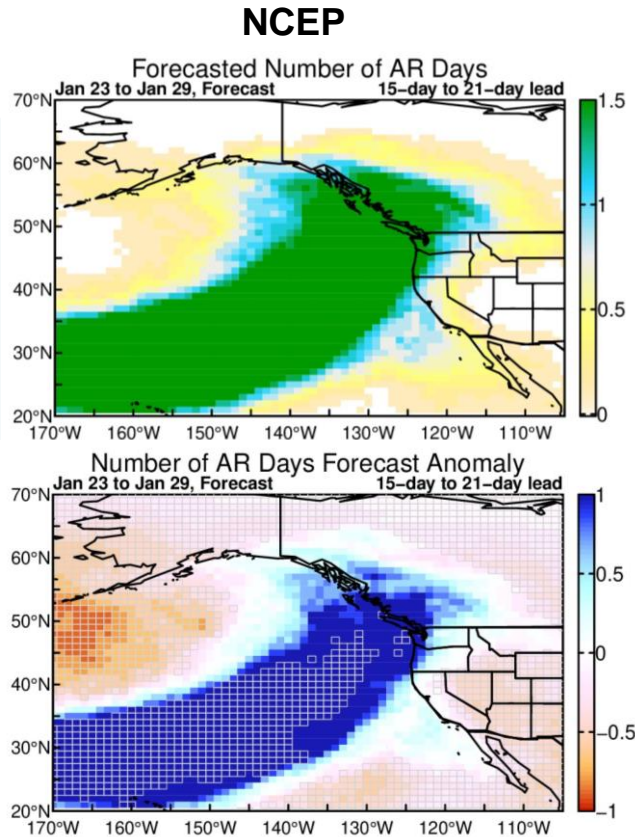 NCEP
Forecasted Number of AR Days
Jan 23 to Jan 29, Forecast 15-day to 21-day lead
70°N
60°N
50°N
40°N
30°N
20°N
170°W 160°W 150°W 140°W 130°W 120°W 110°W
1.5
1
0.5
0
Number of AR Days Forecast Anomaly
Jan 23 to Jan 29, Forecast 15-day to 21-day lead
70°N
60°N
50°N
40°N
30°N
20°N
170°W 160°W 150°W 140°W 130°W 120°W 110°W
1
0.5
0
-0.5
-1